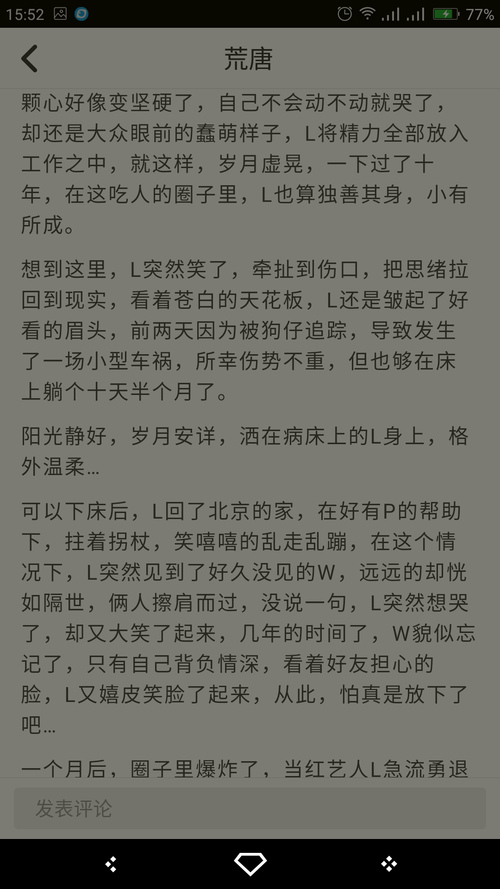 15:52
77%
荒唐
颗心好像变坚硬了，自己不会动不动就哭了，
却还是大众眼前的蠢萌样子，L将精力全部放入
工作之中，就这样，岁月虚晃，一下过了十
年，在这吃人的圈子里，L也算独善其身，小有
所成。
想到这里，L突然笑了，牵扯到伤口，把思绪拉
回到现实，看着苍白的天花板，L还是皱起了好
看的眉头，前两天因为被狗仔追踪，导致发生
了一场小型车祸，所幸伤势不重，但也够在床
上躺个十天半个月了。
阳光静好，岁月安详，洒在病床上的L身上，格
外温柔…
可以下床后，L回了北京的家，在好有P的帮助
下，拄着拐杖，笑嘻嘻的乱走乱蹦，在这个情
况下，L突然见到了好久没见的W，远远的却恍
如隔世，俩人擦肩而过，没说一句，L突然想哭
了，却又大笑了起来，几年的时间了，W貌似忘
记了，只有自己背负情深，看着好友担心的
脸，L又嬉皮笑脸了起来，从此，怕真是放下了
吧…
一个月后，圈子里爆炸了，当红艺人L急流勇退
发表评论